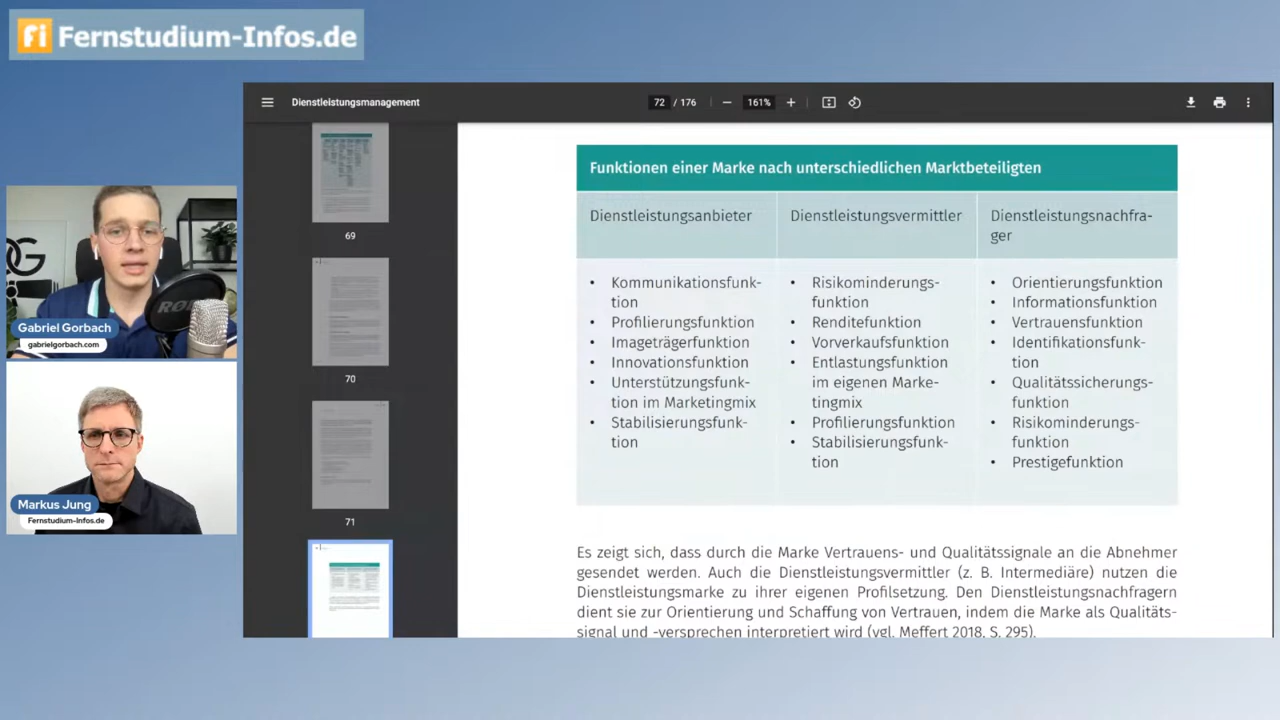 fi Fernstudium-Infos.de
Dienstleistungsmanagement
72 / 176
161%
69
70
71
Gabriel Gorbach
gabrielgorbach.com
RØDE
Markus Jung
Fernstudium-Infos.de
Funktionen einer Marke nach unterschiedlichen Marktbeteiligten
Dienstleistungsanbieter
Dienstleistungsvermittler
Dienstleistungsnachfra-
ger
• Kommunikationsfunk-
tion
• Profilierungsfunktion
• Imageträgerfunktion
• Innovationsfunktion
• Unterstützungsfunk-
tion im Marketingmix
• Stabilisierungsfunk-
tion
• Risikominderungs-
funktion
• Renditefunktion
• Vorverkaufsfunktion
• Entlastungsfunktion
im eigenen Marke-
tingmix
• Profilierungsfunktion
• Stabilisierungsfunk-
tion
• Orientierungsfunktion
• Informationsfunktion
• Vertrauensfunktion
• Identifikationsfunk-
tion
• Qualitätssicherungs-
funktion
• Risikominderungs-
funktion
• Prestigefunktion
Es zeigt sich, dass durch die Marke Vertrauens- und Qualitätssignale an die Abnehmer
gesendet werden. Auch die Dienstleistungsvermittler (z. B. Intermediäre) nutzen die
Dienstleistungsmarke zu ihrer eigenen Profilsetzung. Den Dienstleistungsnachfragern
dient sie zur Orientierung und Schaffung von Vertrauen, indem die Marke als Qualitäts-
signal und -versprechen interpretiert wird (vgl. Meffert 2018, S. 295).